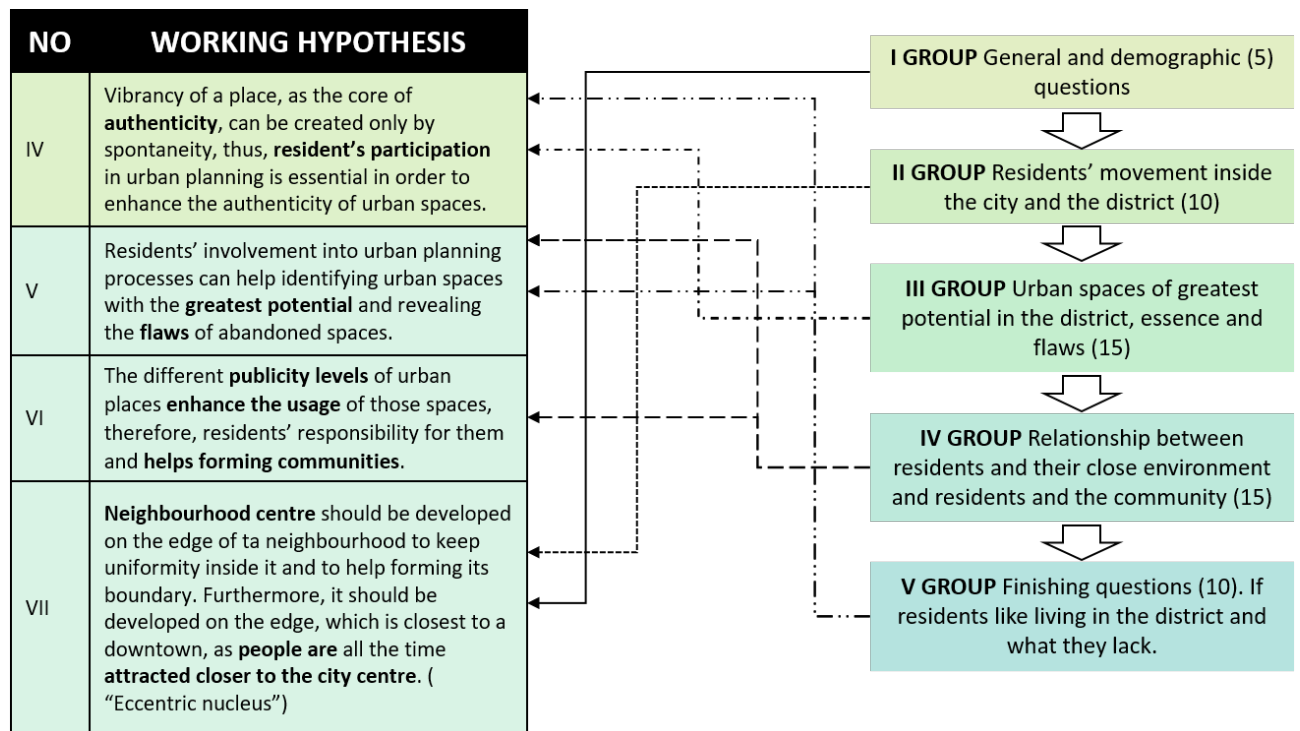 NO WORKING HYPOTHESIS
IV
Vibrancy of a place, as the core of
authenticity, can be created only by
spontaneity, thus, resident's participation
in urban planning is essential in order to
enhance the authenticity of urban spaces.
V
Residents' involvement into urban planning
processes can help identifying urban spaces
with the greatest potential and revealing
the flaws of abandoned spaces.
VI
The different publicity levels of urban
places enhance the usage of those spaces,
therefore, residents' responsibility for them
and helps forming communities.
VII
Neighbourhood centre should be developed
on the edge of ta neighbourhood to keep
uniformity inside it and to help forming its
boundary. Furthermore, it should be
developed on the edge, which is closest to a
downtown, as people are all the time
attracted closer to the city centre. (
“Eccentric nucleus”)
I GROUP General and demographic (5)
questions
II GROUP Residents' movement inside
the city and the district (10)
III GROUP Urban spaces of greatest
potential in the district, essence and
flaws (15)
IV GROUP Relationship between
residents and their close environment
and residents and the community (15)
V GROUP Finishing questions (10). If
residents like living in the district and
what they lack.